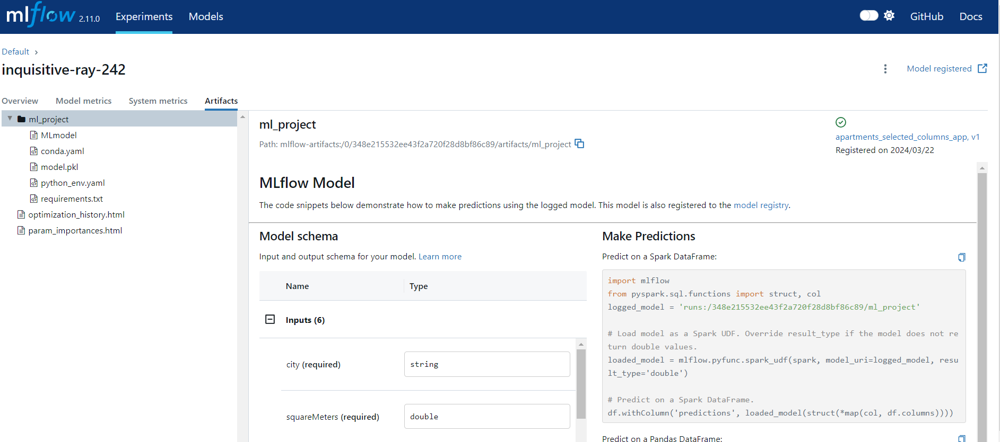 mlflow 2.11.0 Experiments Models GitHub Docs
Default
inquisitive-ray-242
Model registered
Overview Model metrics System metrics Artifacts
ml_project
MLmodel
conda.yaml
model.pkl
python_env.yaml
requirements.txt
optimization_history.html
param_importances.html
ml_project
Path: mlflow-artifacts:/0/348e215532ee43f2a720f28d8bf86c89/artifacts/ml_project
apartments_selected_columns_app, v1
Registered on 2024/03/22
MLflow Model
The code snippets below demonstrate how to make predictions using the logged model. This model is also registered to the model registry.
Model schema
Input and output schema for your model. Learn more
Name Type
Inputs (6)
city (required) string
squareMeters (required) double
Make Predictions
Predict on a Spark DataFrame:
import mlflow
from pyspark.sql.functions import struct, col
logged_model = 'runs:/348e215532ee43f2a720f28d8bf86c89/ml_project'
# Load model as a Spark UDF. Override result_type if the model does not re
turn double values.
loaded_model = mlflow.pyfunc.spark_udf(spark, model_uri=logged_model, resu
lt_type='double')
# Predict on a Spark DataFrame.
df.withColumn('predictions', loaded_model(struct(*map(col, df.columns))))
Predict on a Pandas DataFrame: